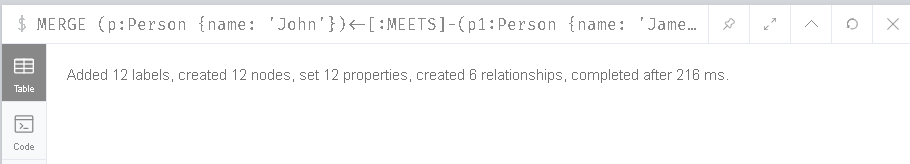 $ MERGE (p:Person {name: 'John'})<-[:MEETS]-(p1:Person {name: 'Jame…
Added 12 labels, created 12 nodes, set 12 properties, created 6 relationships, completed after 216 ms.
Table
Code